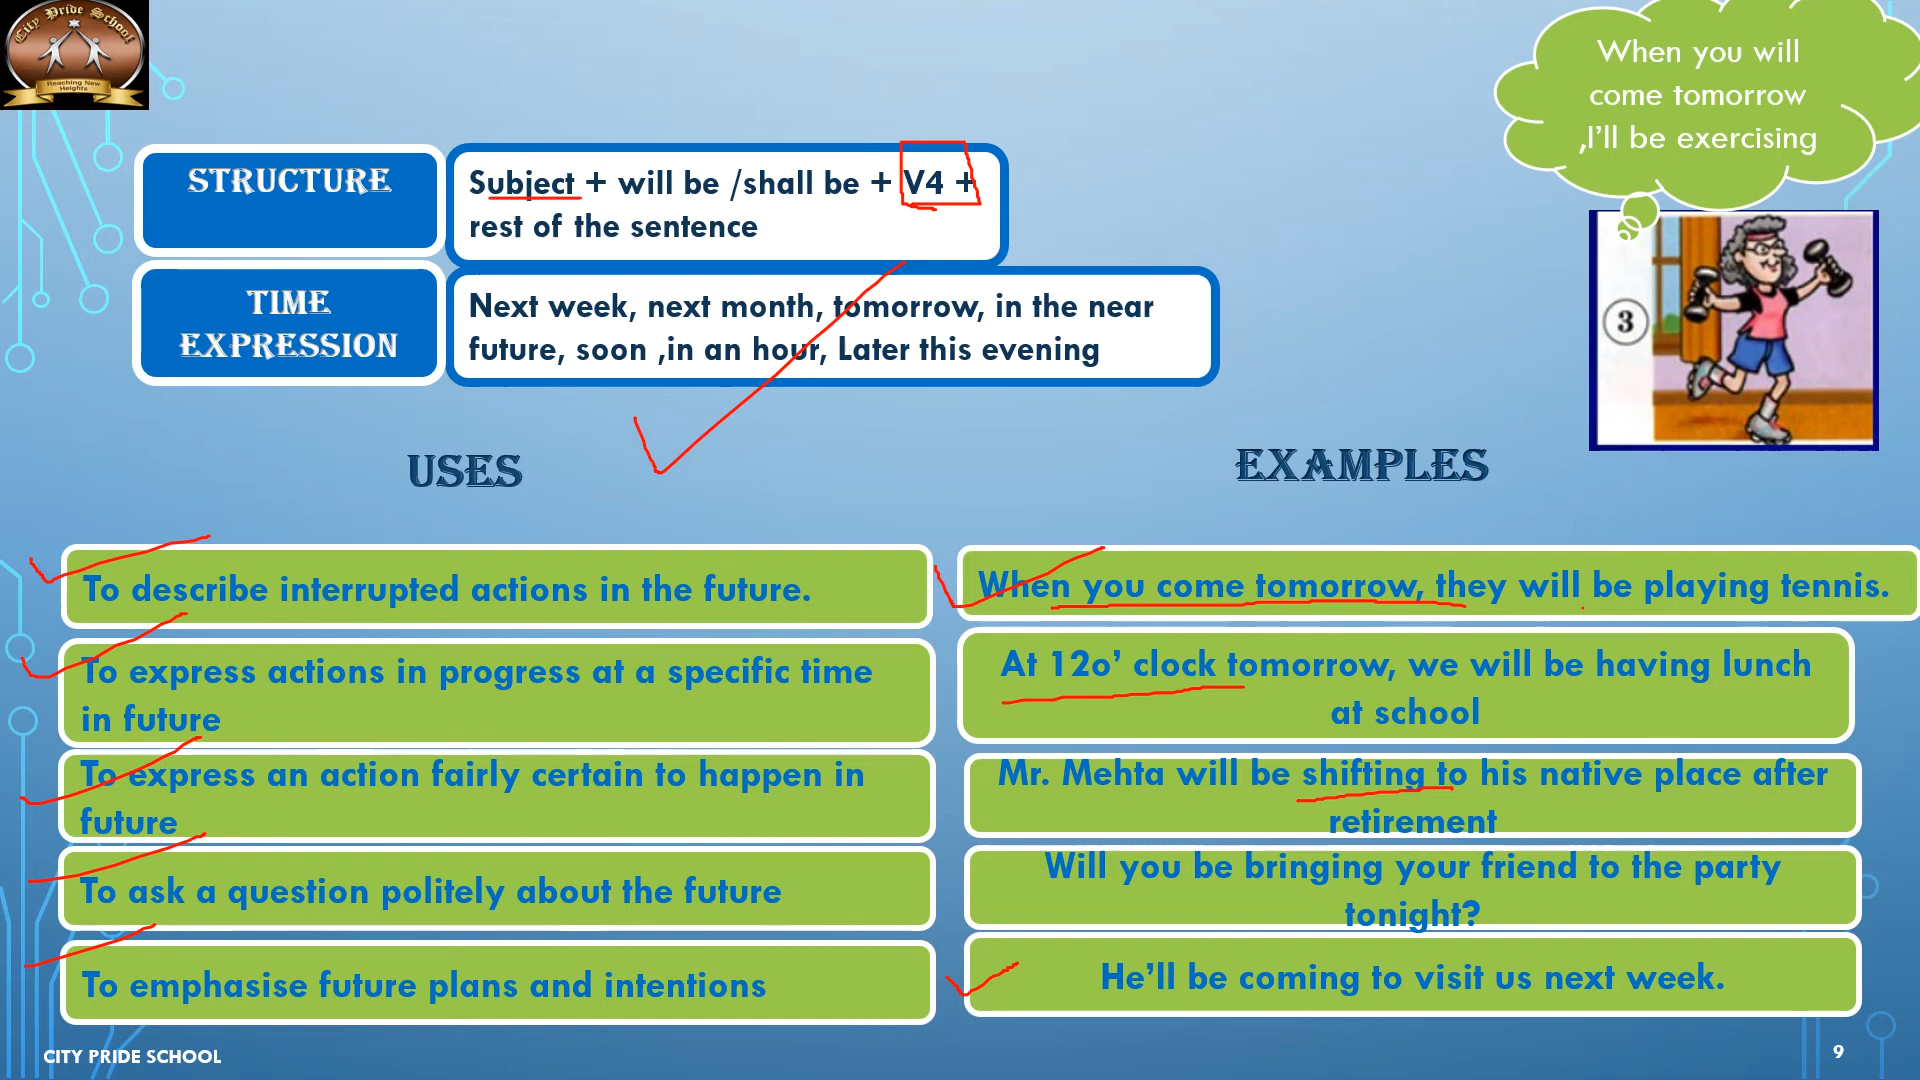 City Pride School
Reaching New
Heights
When you will
come tomorrow
,I'll be exercising
STRUCTURE
Subject + will be /shall be + V4 +
rest of the sentence
TIME
EXPRESSION
Next week, next month, tomorrow, in the near
future, soon ,in an hour, Later this evening
3
USES
EXAMPLES
To describe interrupted actions in the future.
When you come tomorrow, they will be playing tennis.
To express actions in progress at a specific time
in future
At 12o' clock tomorrow, we will be having lunch
at school
To express an action fairly certain to happen in
future
Mr. Mehta will be shifting to his native place after
retirement
To ask a question politely about the future
Will you be bringing your friend to the party
tonight?
To emphasise future plans and intentions
He'll be coming to visit us next week.
CITY PRIDE SCHOOL
9